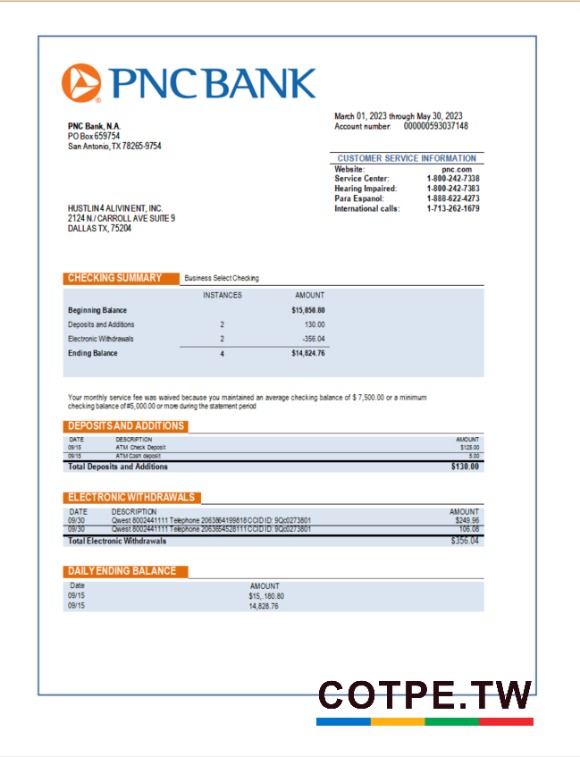 PNC BANK
March 01, 2023 through May 30, 2023
Account number: 000000593037148
PNC Bank, N.A.
PO Box 659754
San Antonio, TX 78265-9754
CUSTOMER SERVICE INFORMATION
Website: pnc.com
Service Center: 1-800-242-7338
Hearing Impaired: 1-800-242-7383
Para Espanol: 1-888-622-4273
International calls: 1-713-262-1679
HUSTLIN 4 ALIVIN ENT, INC.
2124 N./ CARROLL AVE SUITE 9
DALLAS TX, 75204
CHECKING SUMMARY Business Select Checking
INSTANCES AMOUNT
Beginning Balance $15,050.80
Deposits and Additions 2 130.00
Electronic Withdrawals 2 -356.04
Ending Balance 4 $14,824.76
Your monthly service fee was waived because you maintained an average checking balance of $ 7,500.00 or a minimum
checking balance of #5,000.00 or more during the statement period
DEPOSITS AND ADDITIONS
DATE DESCRIPTION AMOUNT
09/15 ATM Check Deposit $125.00
09/15 ATM Cash deposit 5.00
Total Deposits and Additions $130.00
ELECTRONIC WITHDRAWALS
DATE DESCRIPTION AMOUNT
09/30 Qwest 8002441111 Telephone 2063864199818 CCID ID: 9Qc0273801 $249.96
09/30 Qwest 8002441111 Telephone 2063654528111 CCID ID: 9Qc0273801 106.08
Total Electronic Withdrawals $356.04
DAILY ENDING BALANCE
Date AMOUNT
09/15 $15,.180.80
09/15 14,828.76
COTPE.TW